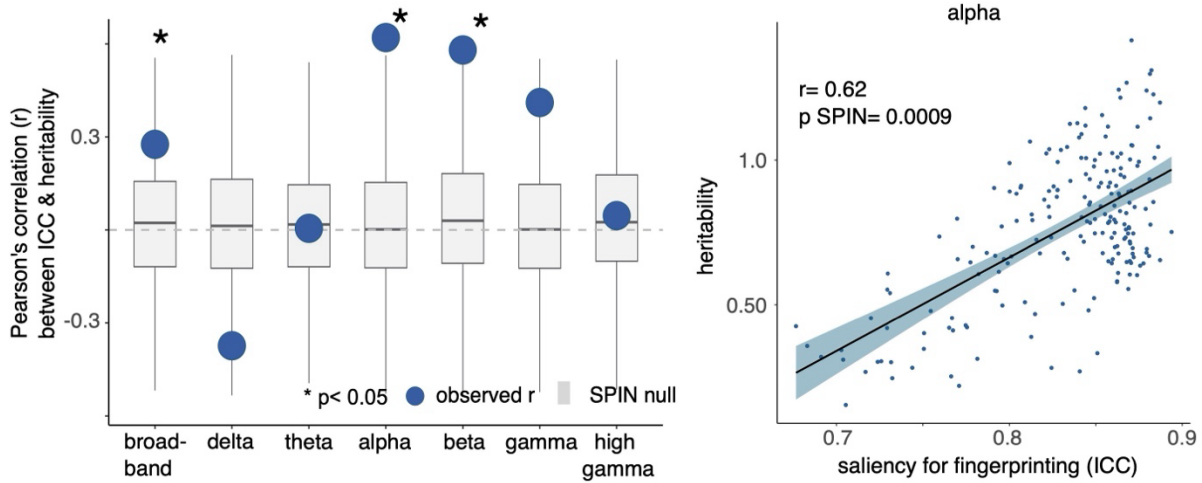 Pearson's correlation (r)
between ICC & heritability
0.3
-0.3
*
*
*
* p< 0.05 observed r SPIN null
broad-
band
delta
theta
alpha
beta
gamma
high
gamma
alpha
r= 0.62
p SPIN= 0.0009
heritability
1.0
0.50
0.7
0.8
0.9
saliency for fingerprinting (ICC)